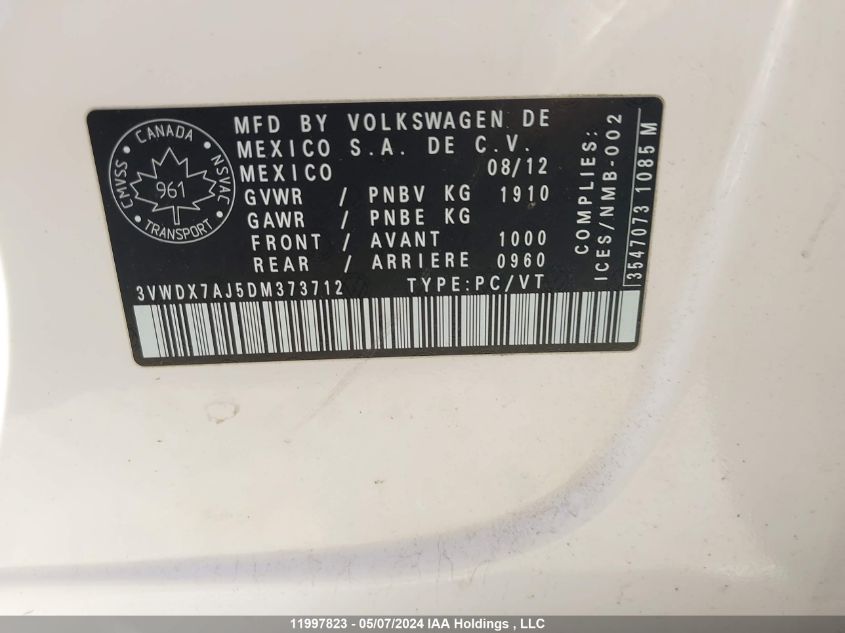 CANADA
CMVSS
NSVAC
961
TRANSPORT
MFD BY VOLKSWAGEN DE
MEXICO S.A. DE C.V.
MEXICO 08/12
GVWR / PNBV KG 1910
GAWR / PNBE KG
FRONT / AVANT 1000
REAR / ARRIERE 0960
3VWDX7AJ5DM373712 TYPE:PC/VT
COMPLIES:
ICES/NMB-002
3547073 1085 M
11997823 - 05/07/2024 IAA Holdings , LLC